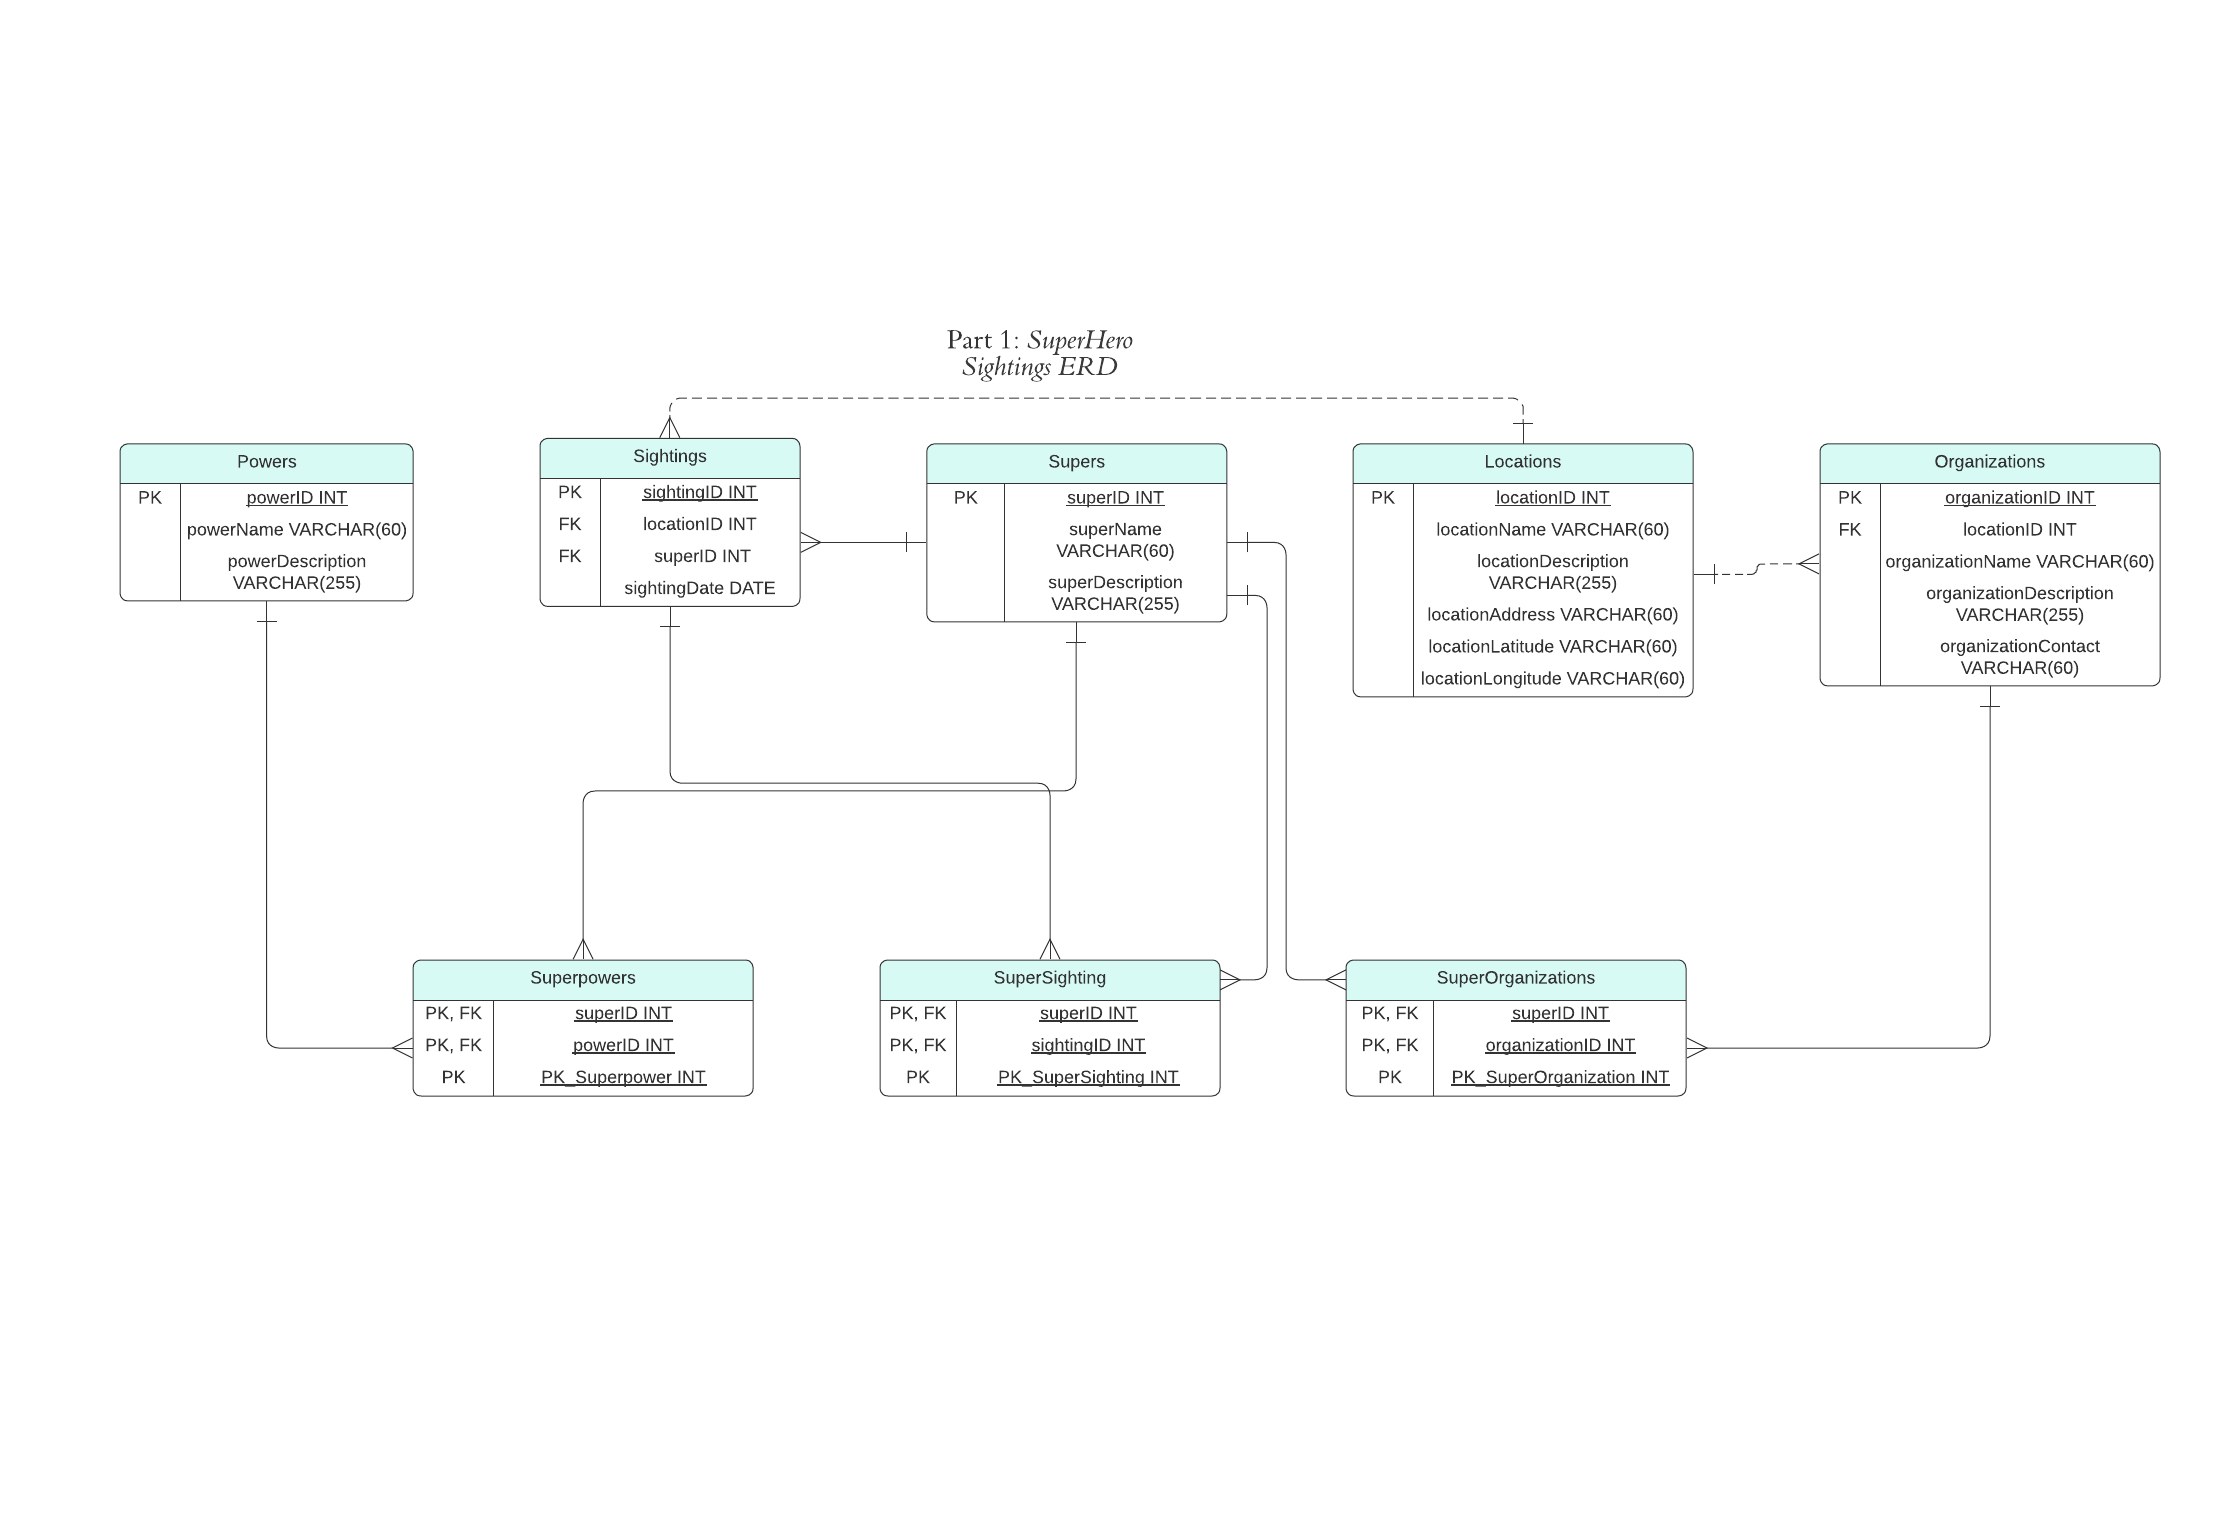 Part 1: SuperHero
Sightings ERD
Powers
PK powerID INT
powerName VARCHAR(60)
powerDescription
VARCHAR(255)
Sightings
PK sightingID INT
FK locationID INT
FK superID INT
sightingDate DATE
Supers
PK superID INT
superName
VARCHAR(60)
superDescription
VARCHAR(255)
Locations
PK locationID INT
locationName VARCHAR(60)
locationDescription
VARCHAR(255)
locationAddress VARCHAR(60)
locationLatitude VARCHAR(60)
locationLongitude VARCHAR(60)
Organizations
PK organizationID INT
FK locationID INT
organizationName VARCHAR(60)
organizationDescription
VARCHAR(255)
organizationContact
VARCHAR(60)
Superpowers
PK, FK superID INT
PK, FK powerID INT
PK PK_Superpower INT
SuperSighting
PK, FK superID INT
PK, FK sightingID INT
PK PK_SuperSighting INT
SuperOrganizations
PK, FK superID INT
PK, FK organizationID INT
PK PK_SuperOrganization INT